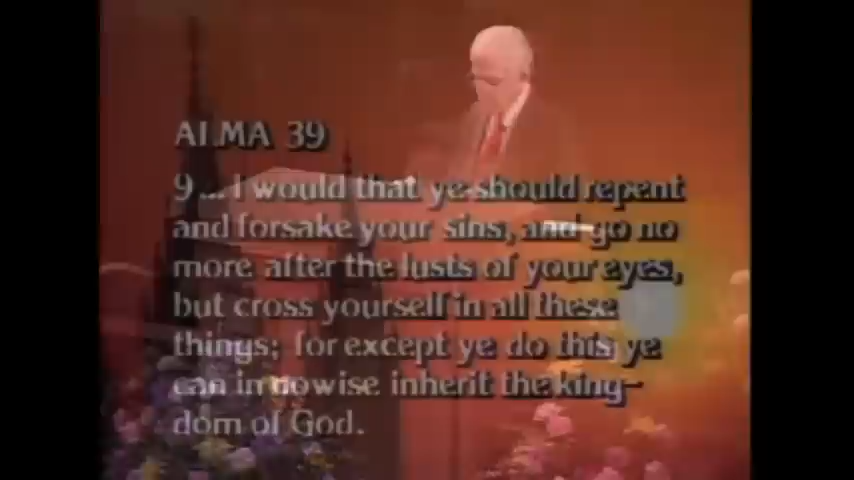 ALMA 39
9 ... I would that ye should repent
and forsake your sins, and go no
more after the lusts of your eyes,
but cross yourself in all these
things; for except ye do this ye
can in nowise inherit the king-
dom of God.